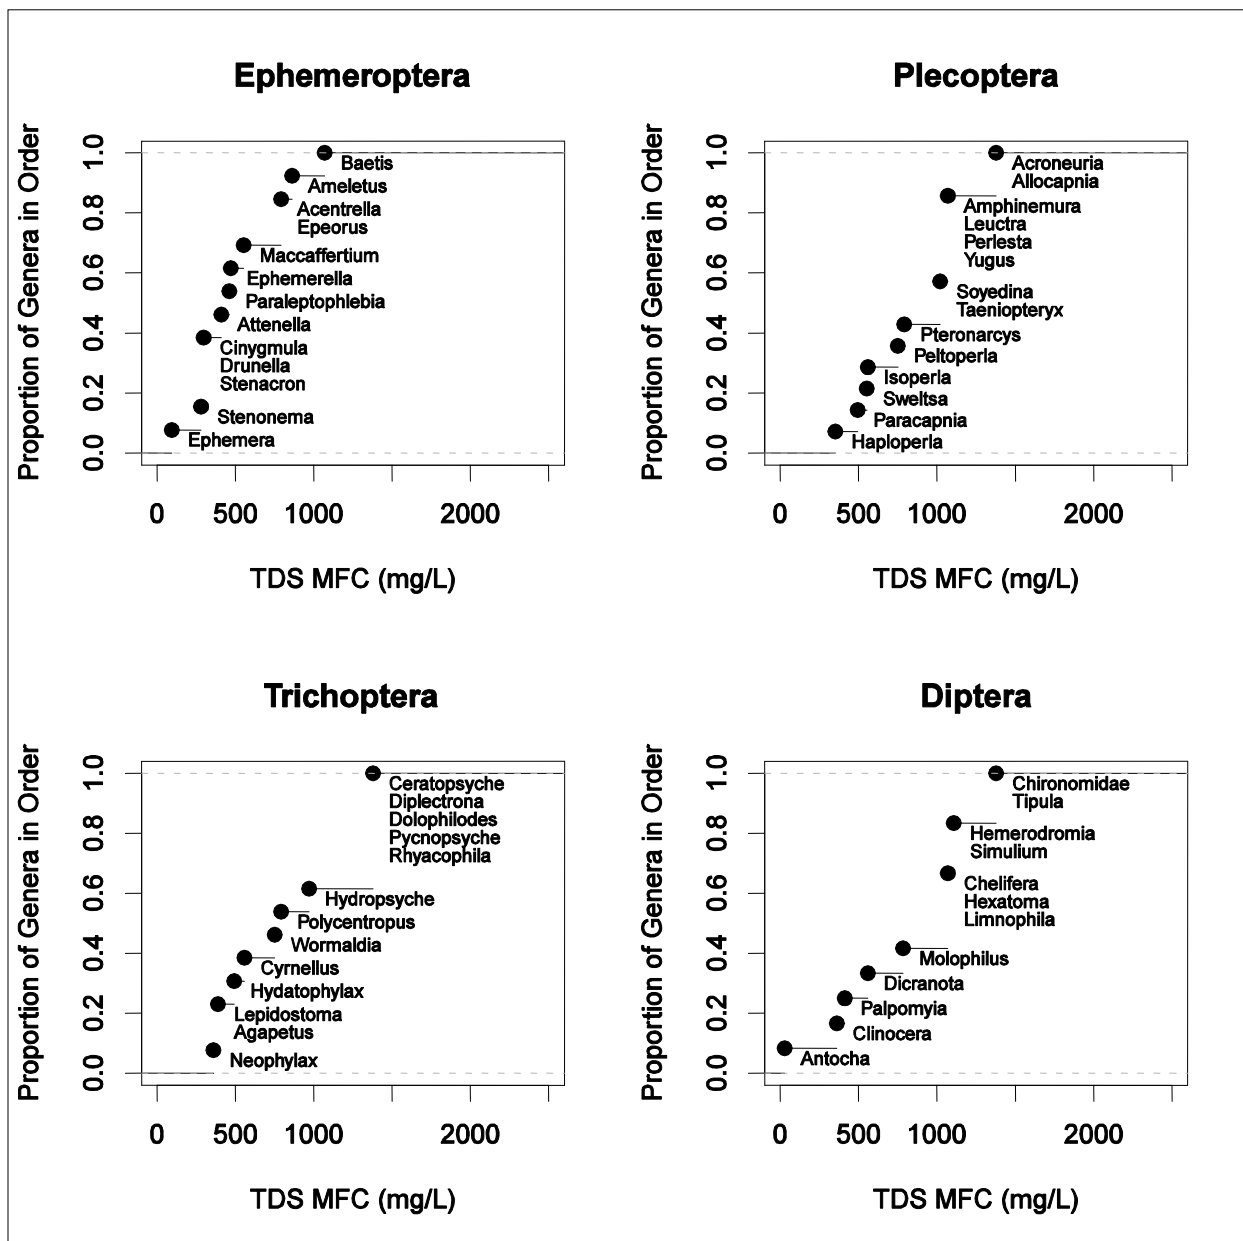 Ephemeroptera
Proportion of Genera in Order
1.0
0.8
0.6
0.4
0.2
0.0
Baetis
Ameletus
Acentrella
Epeorus
Maccaffertium
Ephemerella
Paraleptophlebia
Attenella
Cinygmula
Drunella
Stenacron
Stenonema
Ephemera
0 500 1000 2000
TDS MFC (mg/L)
Plecoptera
Proportion of Genera in Order
1.0
0.8
0.6
0.4
0.2
0.0
Acroneuria
Allocapnia
Amphinemura
Leuctra
Perlesta
Yugus
Soyedina
Taeniopteryx
Pteronarcys
Peltoperla
Isoperla
Sweltsa
Paracapnia
Haploperla
0 500 1000 2000
TDS MFC (mg/L)
Trichoptera
Proportion of Genera in Order
1.0
0.8
0.6
0.4
0.2
0.0
Ceratopsyche
Diplectrona
Dolophilodes
Pycnopsyche
Rhyacophila
Hydropsyche
Polycentropus
Wormaldia
Cyrnellus
Hydatophylax
Lepidostoma
Agapetus
Neophylax
0 500 1000 2000
TDS MFC (mg/L)
Diptera
Proportion of Genera in Order
1.0
0.8
0.6
0.4
0.2
0.0
Chironomidae
Tipula
Hemerodromia
Simulium
Chelifera
Hexatoma
Limnophila
Molophilus
Dicranota
Palpomyia
Clinocera
Antocha
0 500 1000 2000
TDS MFC (mg/L)